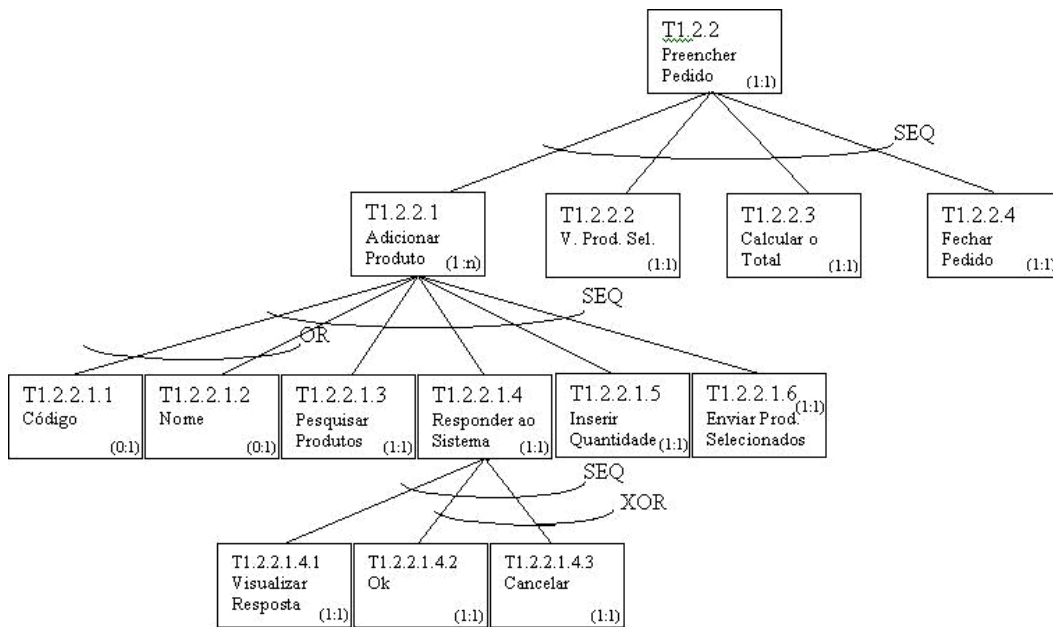 T1.2.2
Preencher
Pedido
(1:1)
SEQ
T1.2.2.1
Adicionar
Produto
(1:n)
T1.2.2.2
V. Prod. Sel.
(1:1)
T1.2.2.3
Calcular o
Total
(1:1)
T1.2.2.4
Fechar
Pedido
(1:1)
SEQ
OR
T1.2.2.1.1
Código
(0:1)
T1.2.2.1.2
Nome
(0:1)
T1.2.2.1.3
Pesquisar
Produtos
(1:1)
T1.2.2.1.4
Responder ao
Sistema
(1:1)
T1.2.2.1.5
Inserir
Quantidade
(1:1)
T1.2.2.1.6
(1:1)
Enviar Prod.
Selecionados
SEQ
XOR
T1.2.2.1.4.1
Visualizar
Resposta
(1:1)
T1.2.2.1.4.2
Ok
(1:1)
T1.2.2.1.4.3
Cancelar
(1:1)